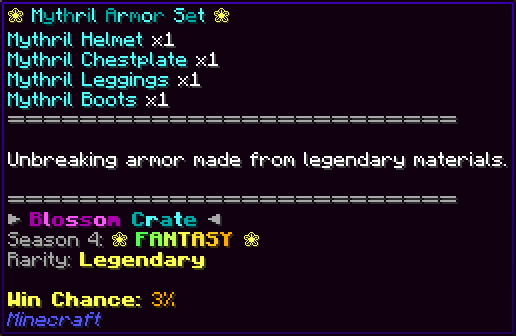 ❀ Mythril Armor Set ❀
Mythril Helmet x1
Mythril Chestplate x1
Mythril Leggings x1
Mythril Boots x1
============================
Unbreaking armor made from legendary materials.
============================
► Blossom Crate ◄
Season 4: ❀ FANTASY ❀
Rarity: Legendary
Win Chance: 3%
Minecraft